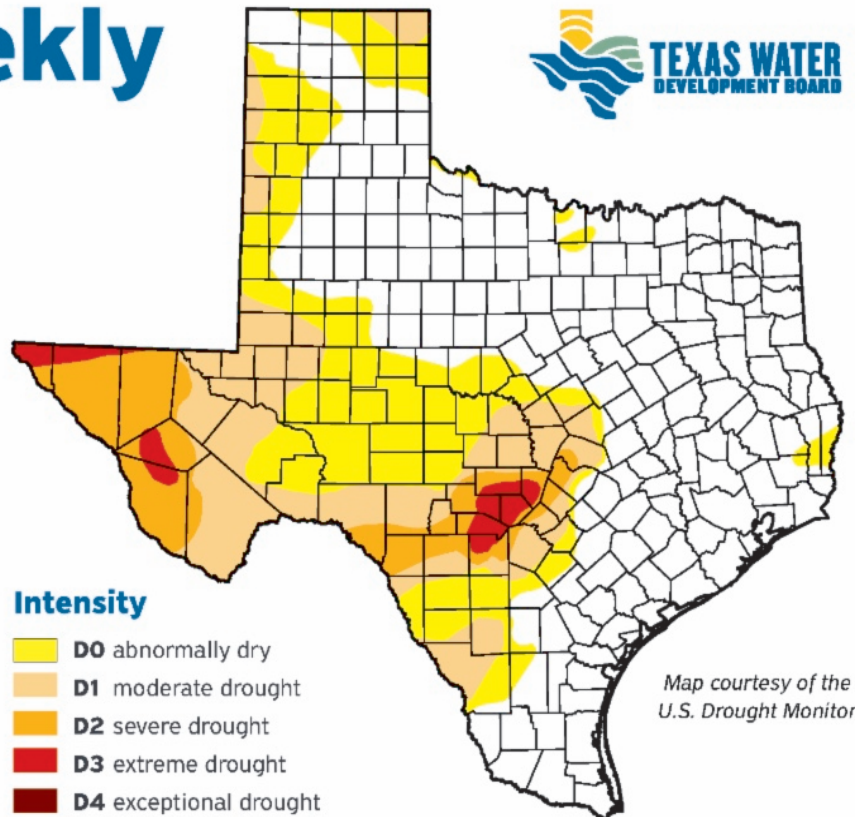 ekly
TEXAS WATER
DEVELOPMENT BOARD
Intensity
D0 abnormally dry
D1 moderate drought
D2 severe drought
D3 extreme drought
D4 exceptional drought
Map courtesy of the
U.S. Drought Monitor